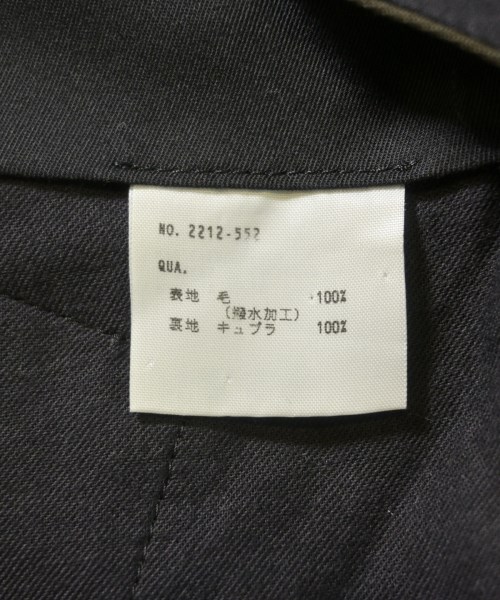 NO. 2212-552
QUA.
表地 毛 100%
(撥水加工)
裏地 キュプラ 100%